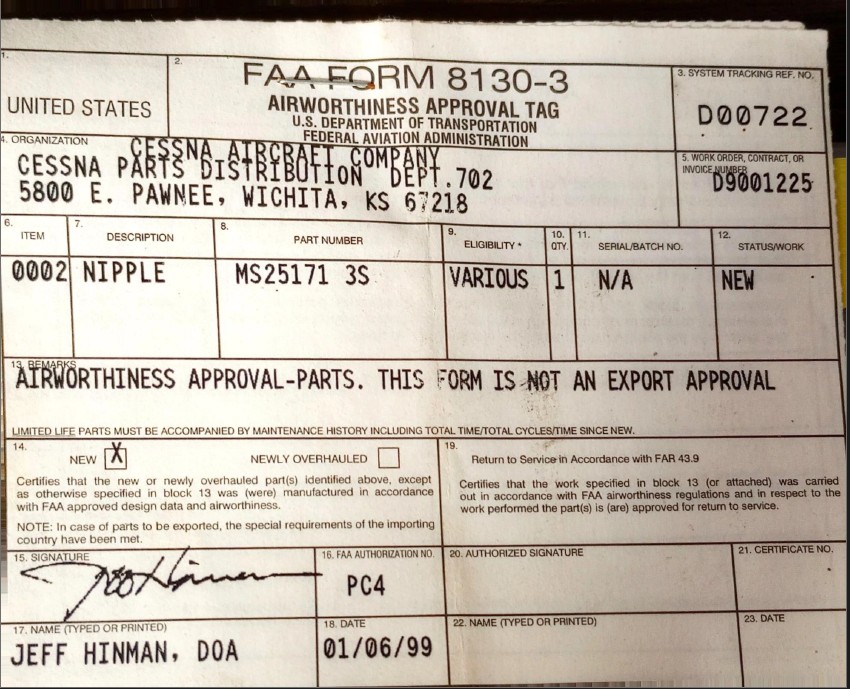 1.
UNITED STATES
2.
FAA FORM 8130-3
AIRWORTHINESS APPROVAL TAG
U.S. DEPARTMENT OF TRANSPORTATION
FEDERAL AVIATION ADMINISTRATION
3. SYSTEM TRACKING REF. NO.
D00722
4. ORGANIZATION
CESSNA AIRCRAFT COMPANY
CESSNA PARTS DISTRIBUTION DEPT.702
5800 E. PAWNEE, WICHITA, KS 67218
5. WORK ORDER, CONTRACT, OR
INVOICE NUMBER
D9001225
6.
ITEM
7.
DESCRIPTION
8.
PART NUMBER
9.
ELIGIBILITY *
10.
QTY.
11.
SERIAL/BATCH NO.
12.
STATUS/WORK
0002 NIPPLE MS25171 3S VARIOUS 1 N/A NEW
13. REMARKS
AIRWORTHINESS APPROVAL-PARTS. THIS FORM IS NOT AN EXPORT APPROVAL
LIMITED LIFE PARTS MUST BE ACCOMPANIED BY MAINTENANCE HISTORY INCLUDING TOTAL TIME/TOTAL CYCLES/TIME SINCE NEW.
14.
NEW X NEWLY OVERHAULED
Certifies that the new or newly overhauled part(s) identified above, except
as otherwise specified in block 13 was (were) manufactured in accordance
with FAA approved design data and airworthiness.
NOTE: In case of parts to be exported, the special requirements of the importing
country have been met.
19.
Return to Service in Accordance with FAR 43.9
Certifies that the work specified in block 13 (or attached) was carried
out in accordance with FAA airworthiness regulations and in respect to the
work performed the part(s) is (are) approved for return to service.
15. SIGNATURE
Jeff Hinman
16. FAA AUTHORIZATION NO.
PC4
20. AUTHORIZED SIGNATURE
21. CERTIFICATE NO.
17. NAME (TYPED OR PRINTED)
JEFF HINMAN, DOA
18. DATE
01/06/99
22. NAME (TYPED OR PRINTED)
23. DATE